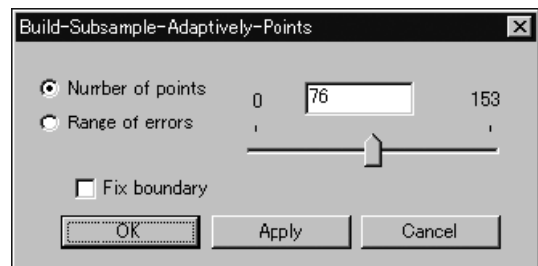 Build-Subsample-Adaptively-Points
Number of points
0
76
153
Range of errors
Fix boundary
OK
Apply
Cancel